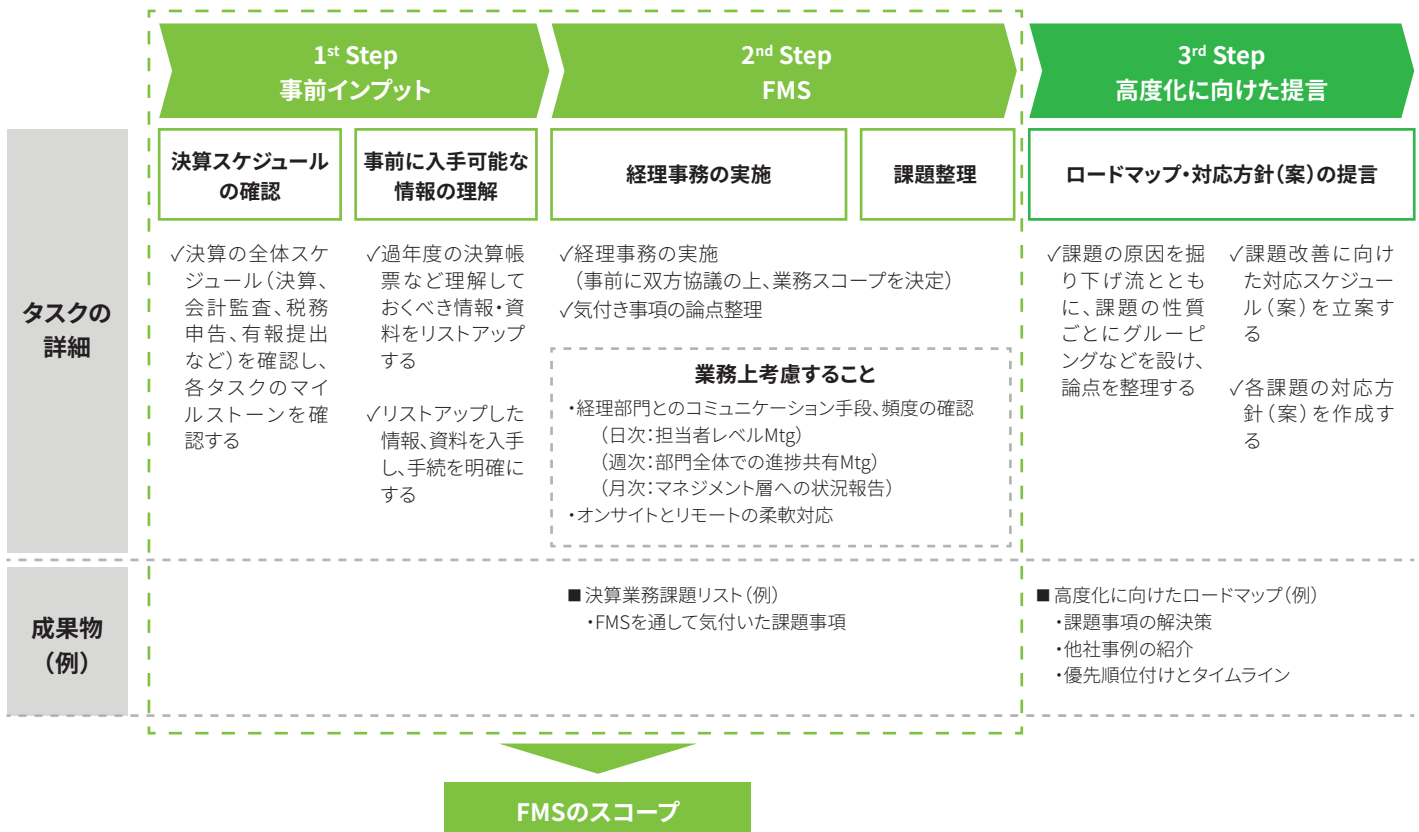 1st Step
事前インプット
2nd Step
FMS
3rd Step
高度化に向けた提言
タスクの
詳細
決算スケジュール
の確認
事前に入手可能な
情報の理解
経理事務の実施
課題整理
ロードマップ・対応方針（案）の提言
✓決算の全体スケ
ジュール（決算、
会計監査、税務
申告、有報提出
など）を確認し、
各タスクのマイ
ルストーンを確
認する
✓過年度の決算帳
票など理解して
おくべき情報・資
料をリストアップ
する
✓リストアップした
情報、資料を入手
し、手続を明確に
する
✓経理事務の実施
（事前に双方協議の上、業務スコープを決定）
✓気付き事項の論点整理
業務上考慮すること
・経理部門とのコミュニケーション手段、頻度の確認
（日次：担当者レベルMtg）
（週次：部門全体での進捗共有Mtg）
（月次：マネジメント層への状況報告）
・オンサイトとリモートの柔軟対応
✓課題の原因を掘
り下げ流ととも
に、課題の性質
ごとにグルーピ
ングなどを設け、
論点を整理する
✓課題改善に向け
た対応スケジュー
ル（案）を立案す
る
✓各課題の対応方
針（案）を作成す
る
成果物
（例）
■決算業務課題リスト（例）
・FMSを通して気付いた課題事項
■高度化に向けたロードマップ（例）
・課題事項の解決策
・他社事例の紹介
・優先順位付けとタイムライン
FMSのスコープ